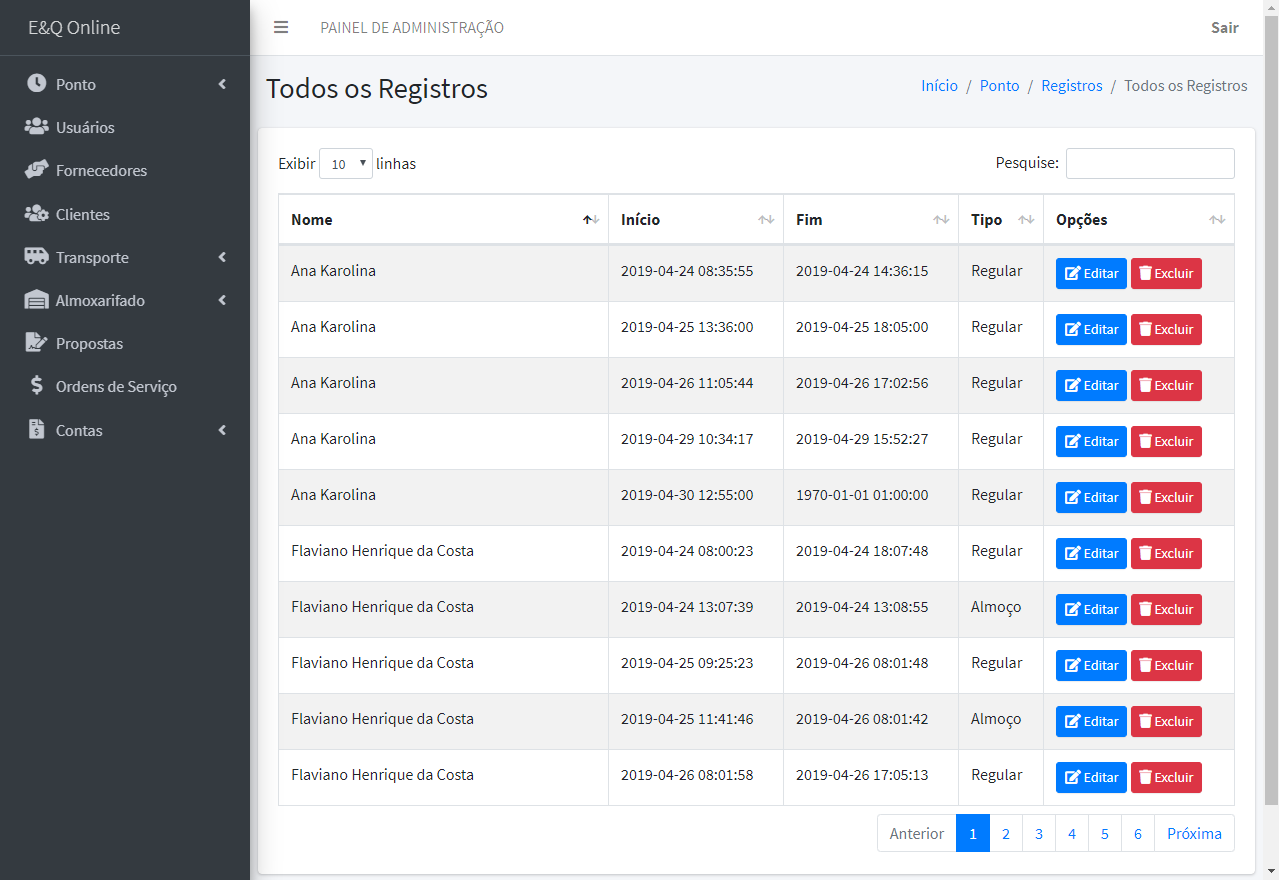 E&Q Online
PAINEL DE ADMINISTRAÇÃO
Sair
Ponto
Usuários
Fornecedores
Clientes
Transporte
Almoxarifado
Propostas
Ordens de Serviço
Contas
Todos os Registros
Início / Ponto / Registros / Todos os Registros
Exibir 10 linhas
Pesquise:
Nome Início Fim Tipo Opções
Ana Karolina 2019-04-24 08:35:55 2019-04-24 14:36:15 Regular Editar Excluir
Ana Karolina 2019-04-25 13:36:00 2019-04-25 18:05:00 Regular Editar Excluir
Ana Karolina 2019-04-26 11:05:44 2019-04-26 17:02:56 Regular Editar Excluir
Ana Karolina 2019-04-29 10:34:17 2019-04-29 15:52:27 Regular Editar Excluir
Ana Karolina 2019-04-30 12:55:00 1970-01-01 01:00:00 Regular Editar Excluir
Flaviano Henrique da Costa 2019-04-24 08:00:23 2019-04-24 18:07:48 Regular Editar Excluir
Flaviano Henrique da Costa 2019-04-24 13:07:39 2019-04-24 13:08:55 Almoço Editar Excluir
Flaviano Henrique da Costa 2019-04-25 09:25:23 2019-04-26 08:01:48 Regular Editar Excluir
Flaviano Henrique da Costa 2019-04-25 11:41:46 2019-04-26 08:01:42 Almoço Editar Excluir
Flaviano Henrique da Costa 2019-04-26 08:01:58 2019-04-26 17:05:13 Regular Editar Excluir
Anterior 1 2 3 4 5 6 Próxima